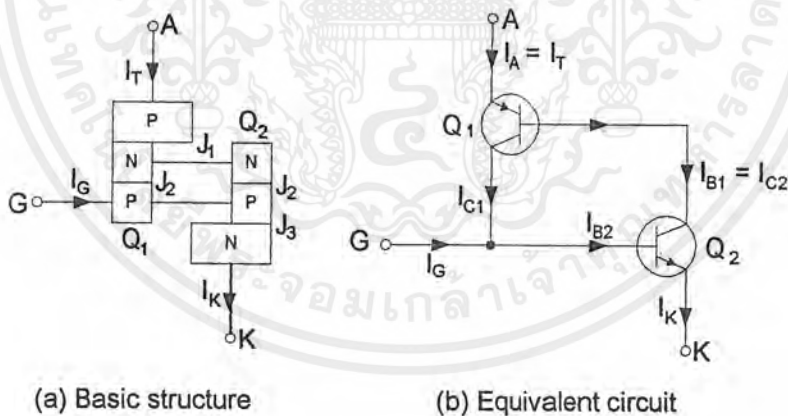 A
I_T
P
Q_2
N
J_1
N
G
I_G
P
J_2
P
J_2
Q_1
N
J_3
I_K
K
(a) Basic structure
A
I_A = I_T
Q_1
I_C1
I_B1 = I_C2
G
I_G
I_B2
Q_2
I_K
K
(b) Equivalent circuit